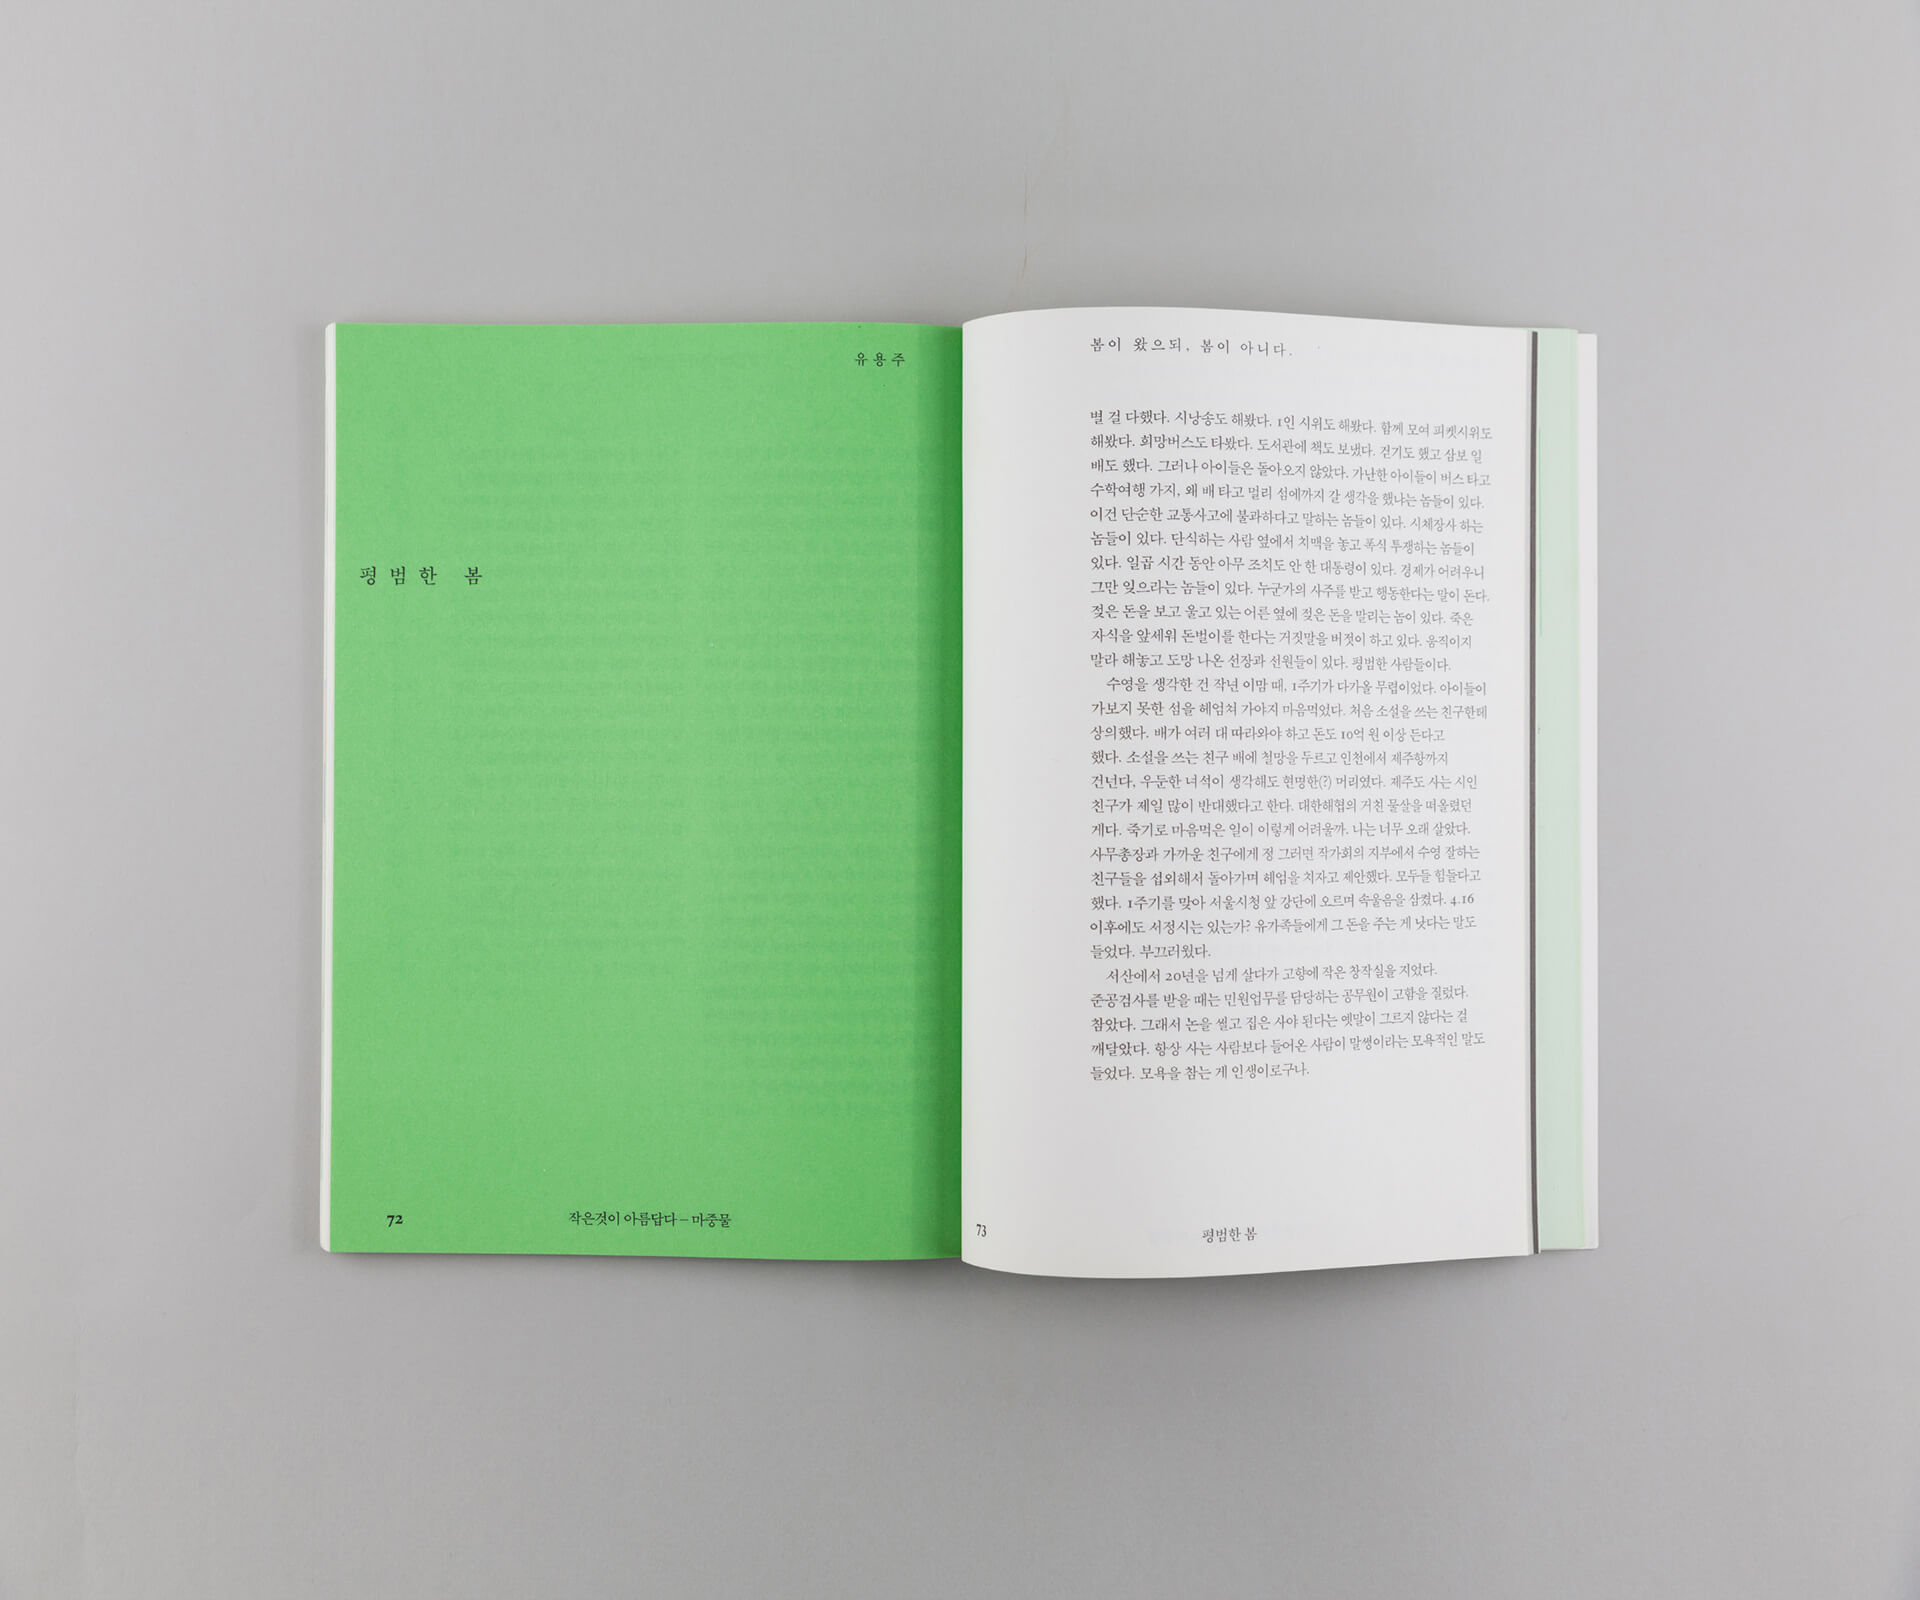 유용주
평범한 봄
72
작은것이 아름답다 – 마중물
봄이 왔으되, 봄이 아니다.
별 걸 다했다. 시낭송도 해봤다. 1인 시위도 해봤다. 함께 모여 피켓시위도
해봤다. 희망버스도 타봤다. 도서관에 책도 보냈다. 걷기도 했고 삼보 일
배도 했다. 그러나 아이들은 돌아오지 않았다. 가난한 아이들이 버스 타고
수학여행 가지, 왜 배 타고 멀리 섬에까지 갈 생각을 했냐는 놈들이 있다.
이건 단순한 교통사고에 불과하다고 말하는 놈들이 있다. 시체장사 하는
놈들이 있다. 단식하는 사람 옆에서 치맥을 놓고 폭식 투쟁하는 놈들이
있다. 일곱 시간 동안 아무 조치도 안 한 대통령이 있다. 경제가 어려우니
그만 잊으라는 놈들이 있다. 누군가의 사주를 받고 행동한다는 말이 돈다.
젖은 돈을 보고 울고 있는 어른 옆에 젖은 돈을 말리는 놈이 있다. 죽은
자식을 앞세워 돈벌이를 한다는 거짓말을 버젓이 하고 있다. 움직이지
말라 해놓고 도망 나온 선장과 선원들이 있다. 평범한 사람들이다.
수영을 생각한 건 작년 이맘 때, 1주기가 다가올 무렵이었다. 아이들이
가보지 못한 섬을 헤엄쳐 가야지 마음먹었다. 처음 소설을 쓰는 친구한테
상의했다. 배가 여러 대 따라와야 하고 돈도 10억 원 이상 든다고
했다. 소설을 쓰는 친구 배에 철망을 두르고 인천에서 제주항까지
건넌다, 우둔한 녀석이 생각해도 현명한(?) 머리였다. 제주도 사는 시인
친구가 제일 많이 반대했다고 한다. 대한해협의 거친 물살을 떠올렸던
게다. 죽기로 마음먹은 일이 이렇게 어려울까. 나는 너무 오래 살았다.
사무총장과 가까운 친구에게 정 그러면 작가회의 지부에서 수영 잘하는
친구들을 섭외해서 돌아가며 헤엄을 치자고 제안했다. 모두들 힘들다고
했다. 1주기를 맞아 서울시청 앞 강단에 오르며 속울음을 삼켰다. 4.16
이후에도 서정시는 있는가? 유가족들에게 그 돈을 주는 게 낫다는 말도
들었다. 부끄러웠다.
서산에서 20년을 넘게 살다가 고향에 작은 창작실을 지었다.
준공검사를 받을 때는 민원업무를 담당하는 공무원이 고함을 질렀다.
참았다. 그래서 논을 씰고 집은 사야 된다는 옛말이 그르지 않다는 걸
깨달았다. 항상 사는 사람보다 들어온 사람이 말썽이라는 모욕적인 말도
들었다. 모욕을 참는 게 인생이로구나.
73
평범한 봄